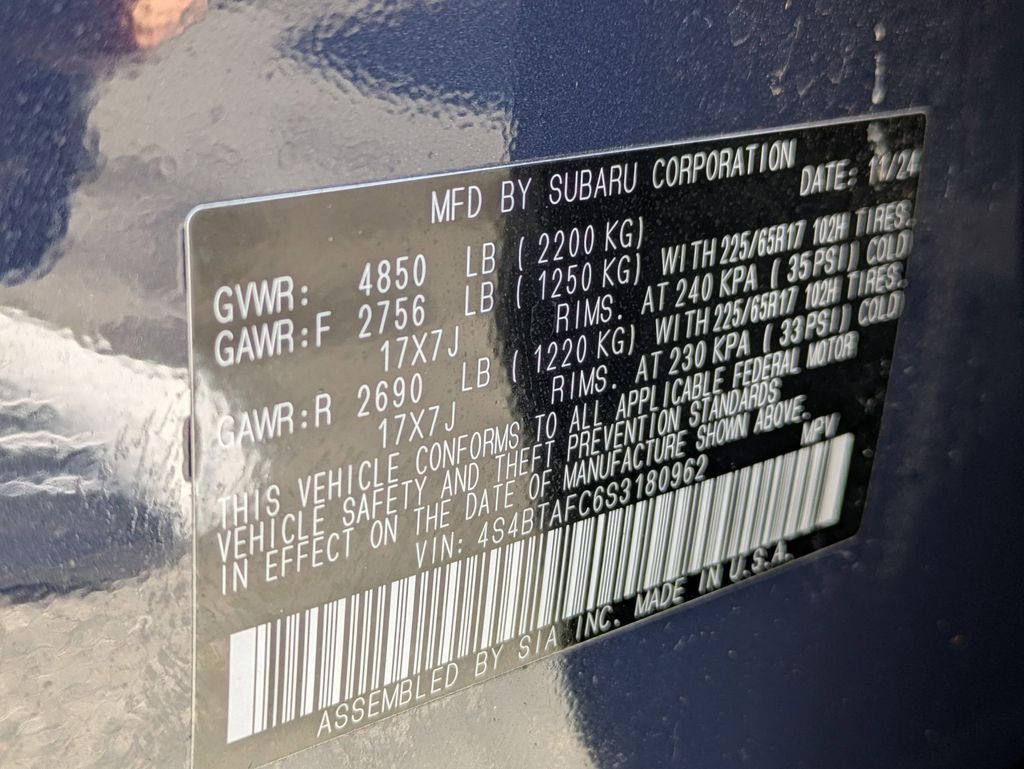 MFD BY SUBARU CORPORATION DATE: 11/24
GVWR: 4850 LB ( 2200 KG)
GAWR:F 2756 LB ( 1250 KG) WITH 225/65R17 102H TIRES.
17X7J RIMS. AT 240 KPA ( 35PSI) COLD
GAWR:R 2690 LB ( 1220 KG) WITH 225/65R17 102H TIRES.
17X7J RIMS. AT 230 KPA ( 33PSI) COLD
THIS VEHICLE CONFORMS TO ALL APPLICABLE FEDERAL MOTOR
VEHICLE SAFETY AND THEFT PREVENTION STANDARDS
IN EFFECT ON THE DATE OF MANUFACTURE SHOWN ABOVE.
VIN: 4S4BTAFC6S3180962 MPV
ASSEMBLED BY SIA INC. MADE IN U.S.A.